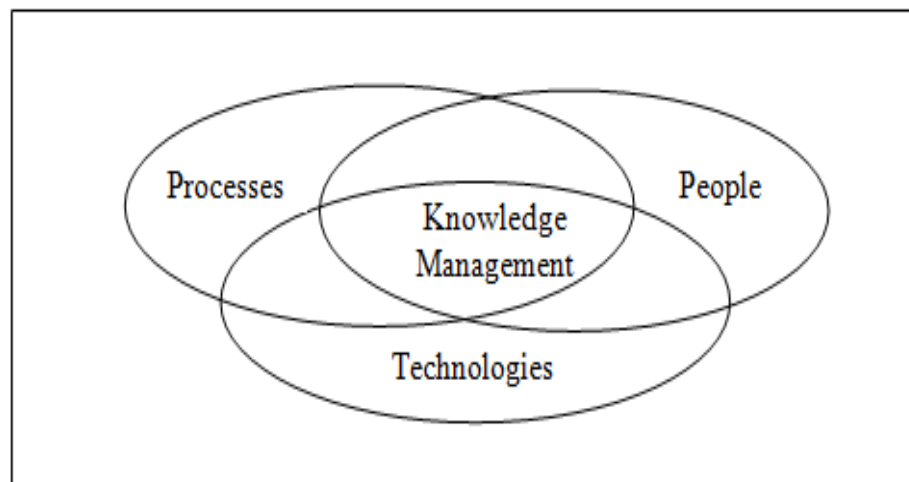 Processes
People
Knowledge
Management
Technologies